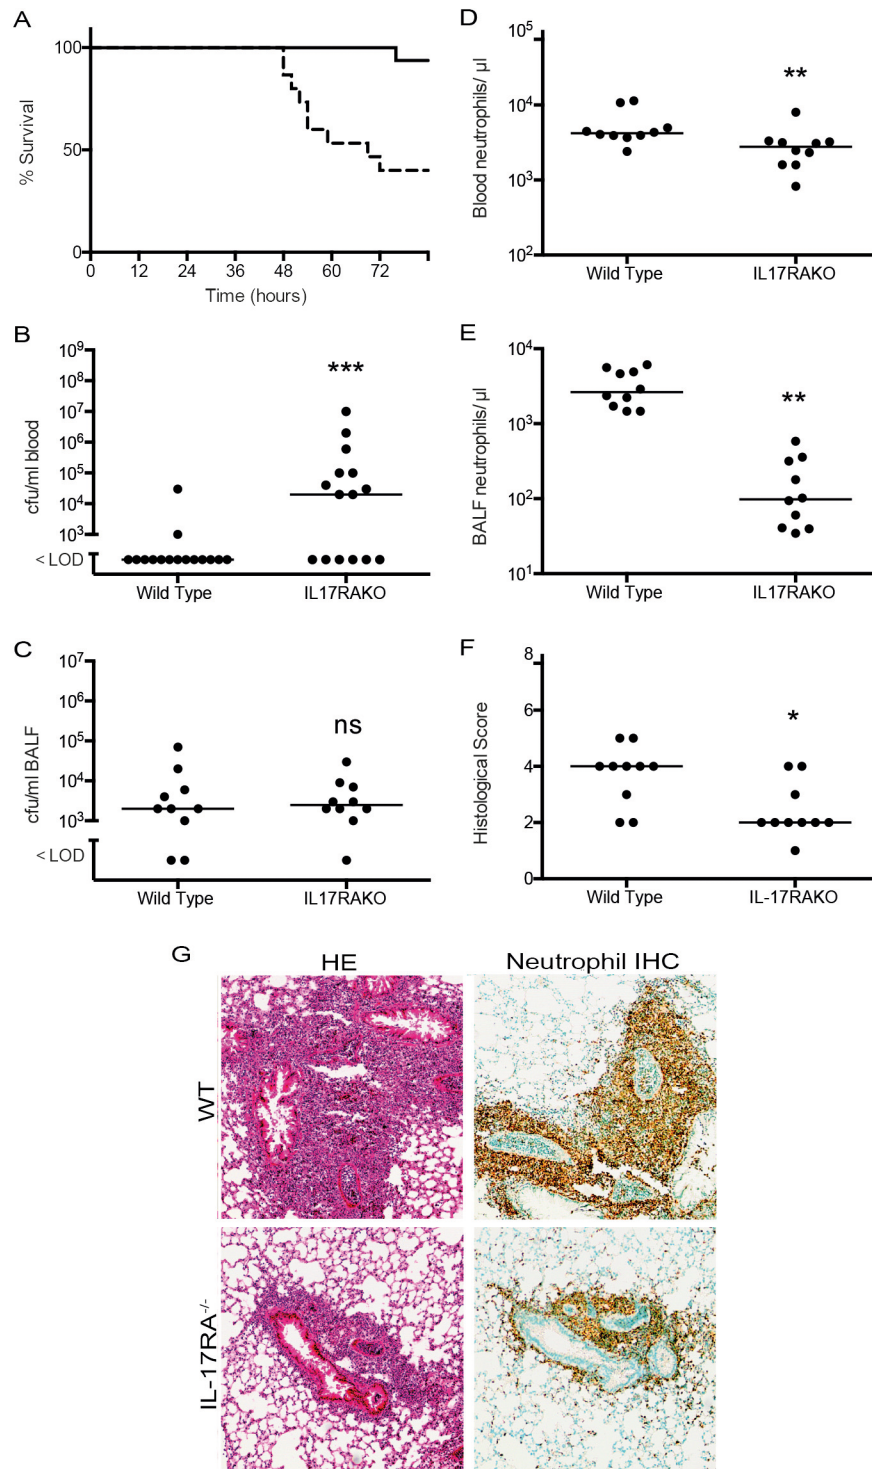 A
100
50
0
% Survival
0 12 24 36 48 60 72
Time (hours)
B
10⁹
10⁸
10⁷
10⁶
10⁵
10⁴
10³
< LOD
cfu/ml blood
***
Wild Type IL17RAKO
C
10⁷
10⁶
10⁵
10⁴
10³
< LOD
cfu/ml BALF
ns
Wild Type IL17RAKO
D
10⁵
10⁴
10³
10²
Blood neutrophils/ µl
**
Wild Type IL17RAKO
E
10⁴
10³
10²
10¹
BALF neutrophils/ µl
**
Wild Type IL17RAKO
F
8
6
4
2
0
Histological Score
*
Wild Type IL-17RAKO
G
HE Neutrophil IHC
WT
IL-17RA⁻/⁻